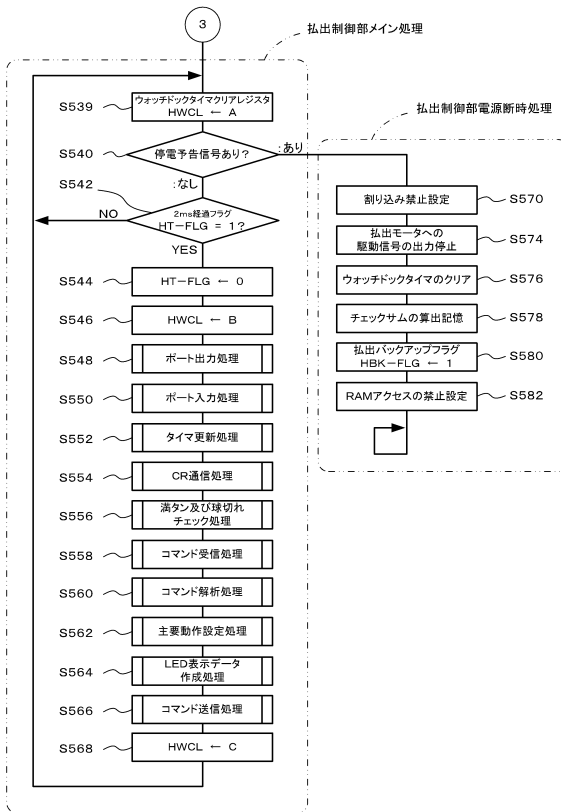 3
払出制御部メイン処理
S539
ウォッチドックタイマクリアレジスタ
HWCL ← A
払出制御部電源断時処理
S540
停電予告信号あり?
:あり
:なし
S542
2ms経過フラグ
HT-FLG = 1?
NO
YES
S544
HT-FLG ← 0
S546
HWCL ← B
S548
ポート出力処理
S550
ポート入力処理
S552
タイマ更新処理
S554
CR通信処理
S556
満タン及び球切れ
チェック処理
S558
コマンド受信処理
S560
コマンド解析処理
S562
主要動作設定処理
S564
LED表示データ
作成処理
S566
コマンド送信処理
S568
HWCL ← C
割り込み禁止設定
S570
払出モータへの
駆動信号の出力停止
S574
ウォッチドックタイマのクリア
S576
チェックサムの算出記憶
S578
払出バックアップフラグ
HBK-FLG ← 1
S580
RAMアクセスの禁止設定
S582